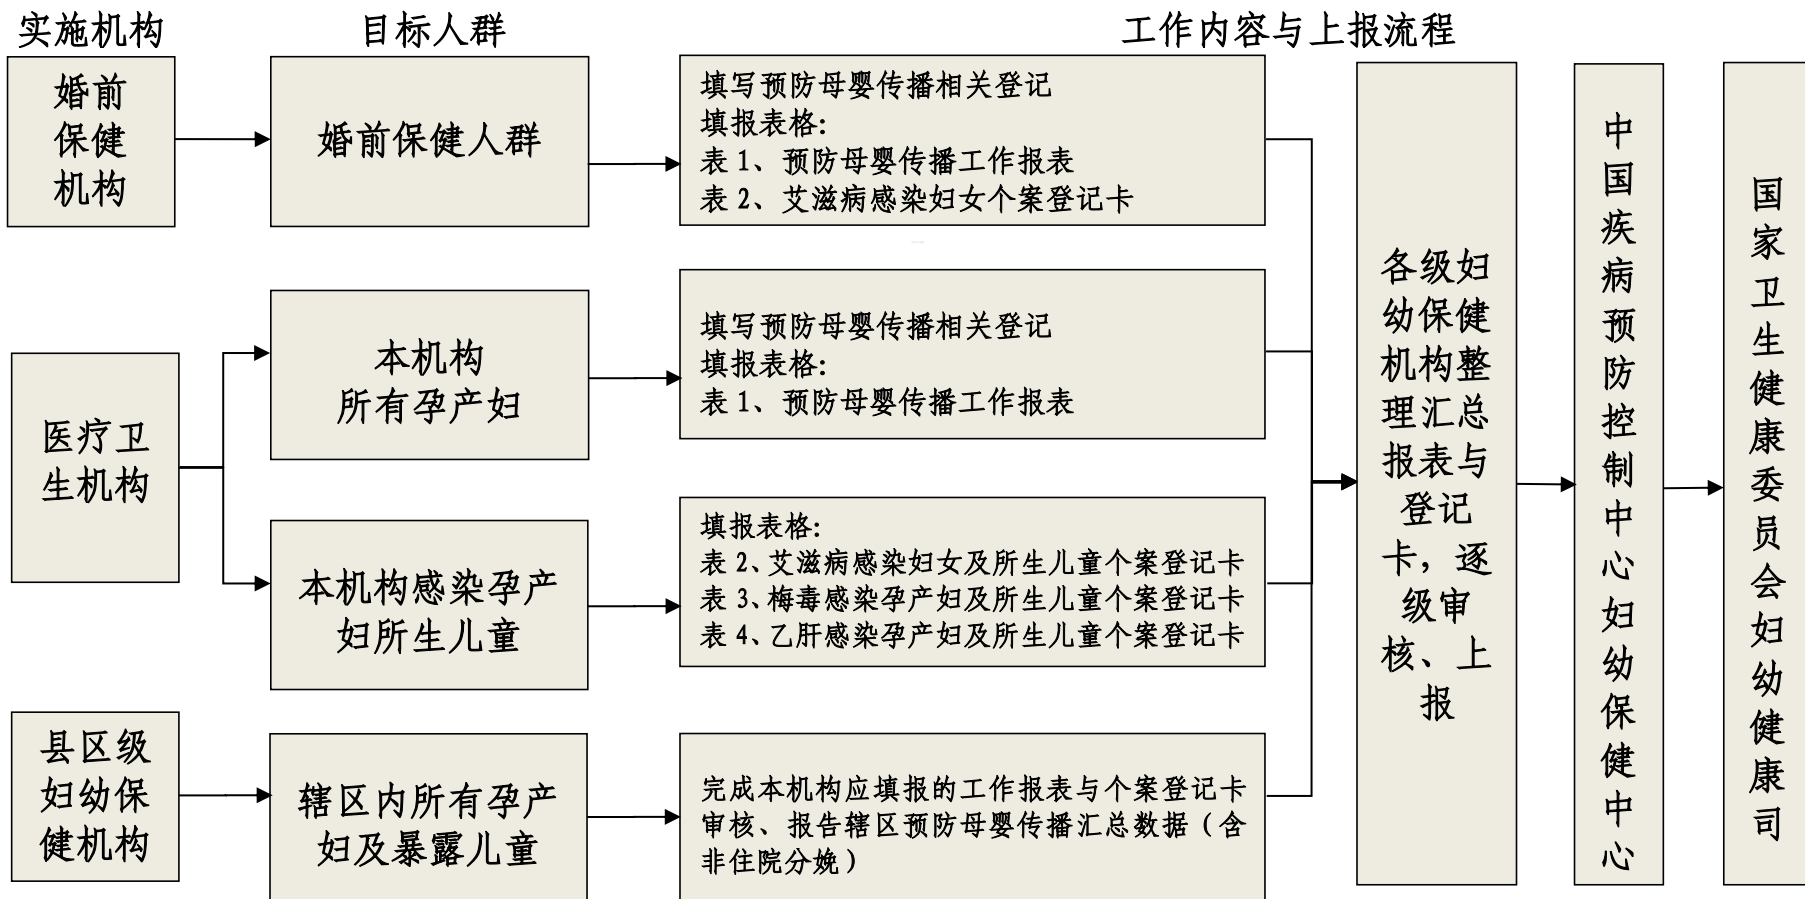 实施机构
目标人群
工作内容与上报流程
婚前
保健
机构
婚前保健人群
填写预防母婴传播相关登记
填报表格:
表 1、预防母婴传播工作报表
表 2、艾滋病感染妇女个案登记卡
医疗卫
生机构
本机构
所有孕产妇
填写预防母婴传播相关登记
填报表格:
表 1、预防母婴传播工作报表
本机构感染孕产
妇所生儿童
填报表格:
表 2、艾滋病感染妇女及所生儿童个案登记卡
表 3、梅毒感染孕产妇及所生儿童个案登记卡
表 4、乙肝感染孕产妇及所生儿童个案登记卡
县区级
妇幼保
健机构
辖区内所有孕产
妇及暴露儿童
完成本机构应填报的工作报表与个案登记卡
审核、报告辖区预防母婴传播汇总数据（含
非住院分娩）
各级妇
幼保健
机构整
理汇总
报表与
登记
卡，逐
级审
核、上
报
中国疾病预防控制中心妇幼保健中心
国家卫生健康委员会妇幼健康司